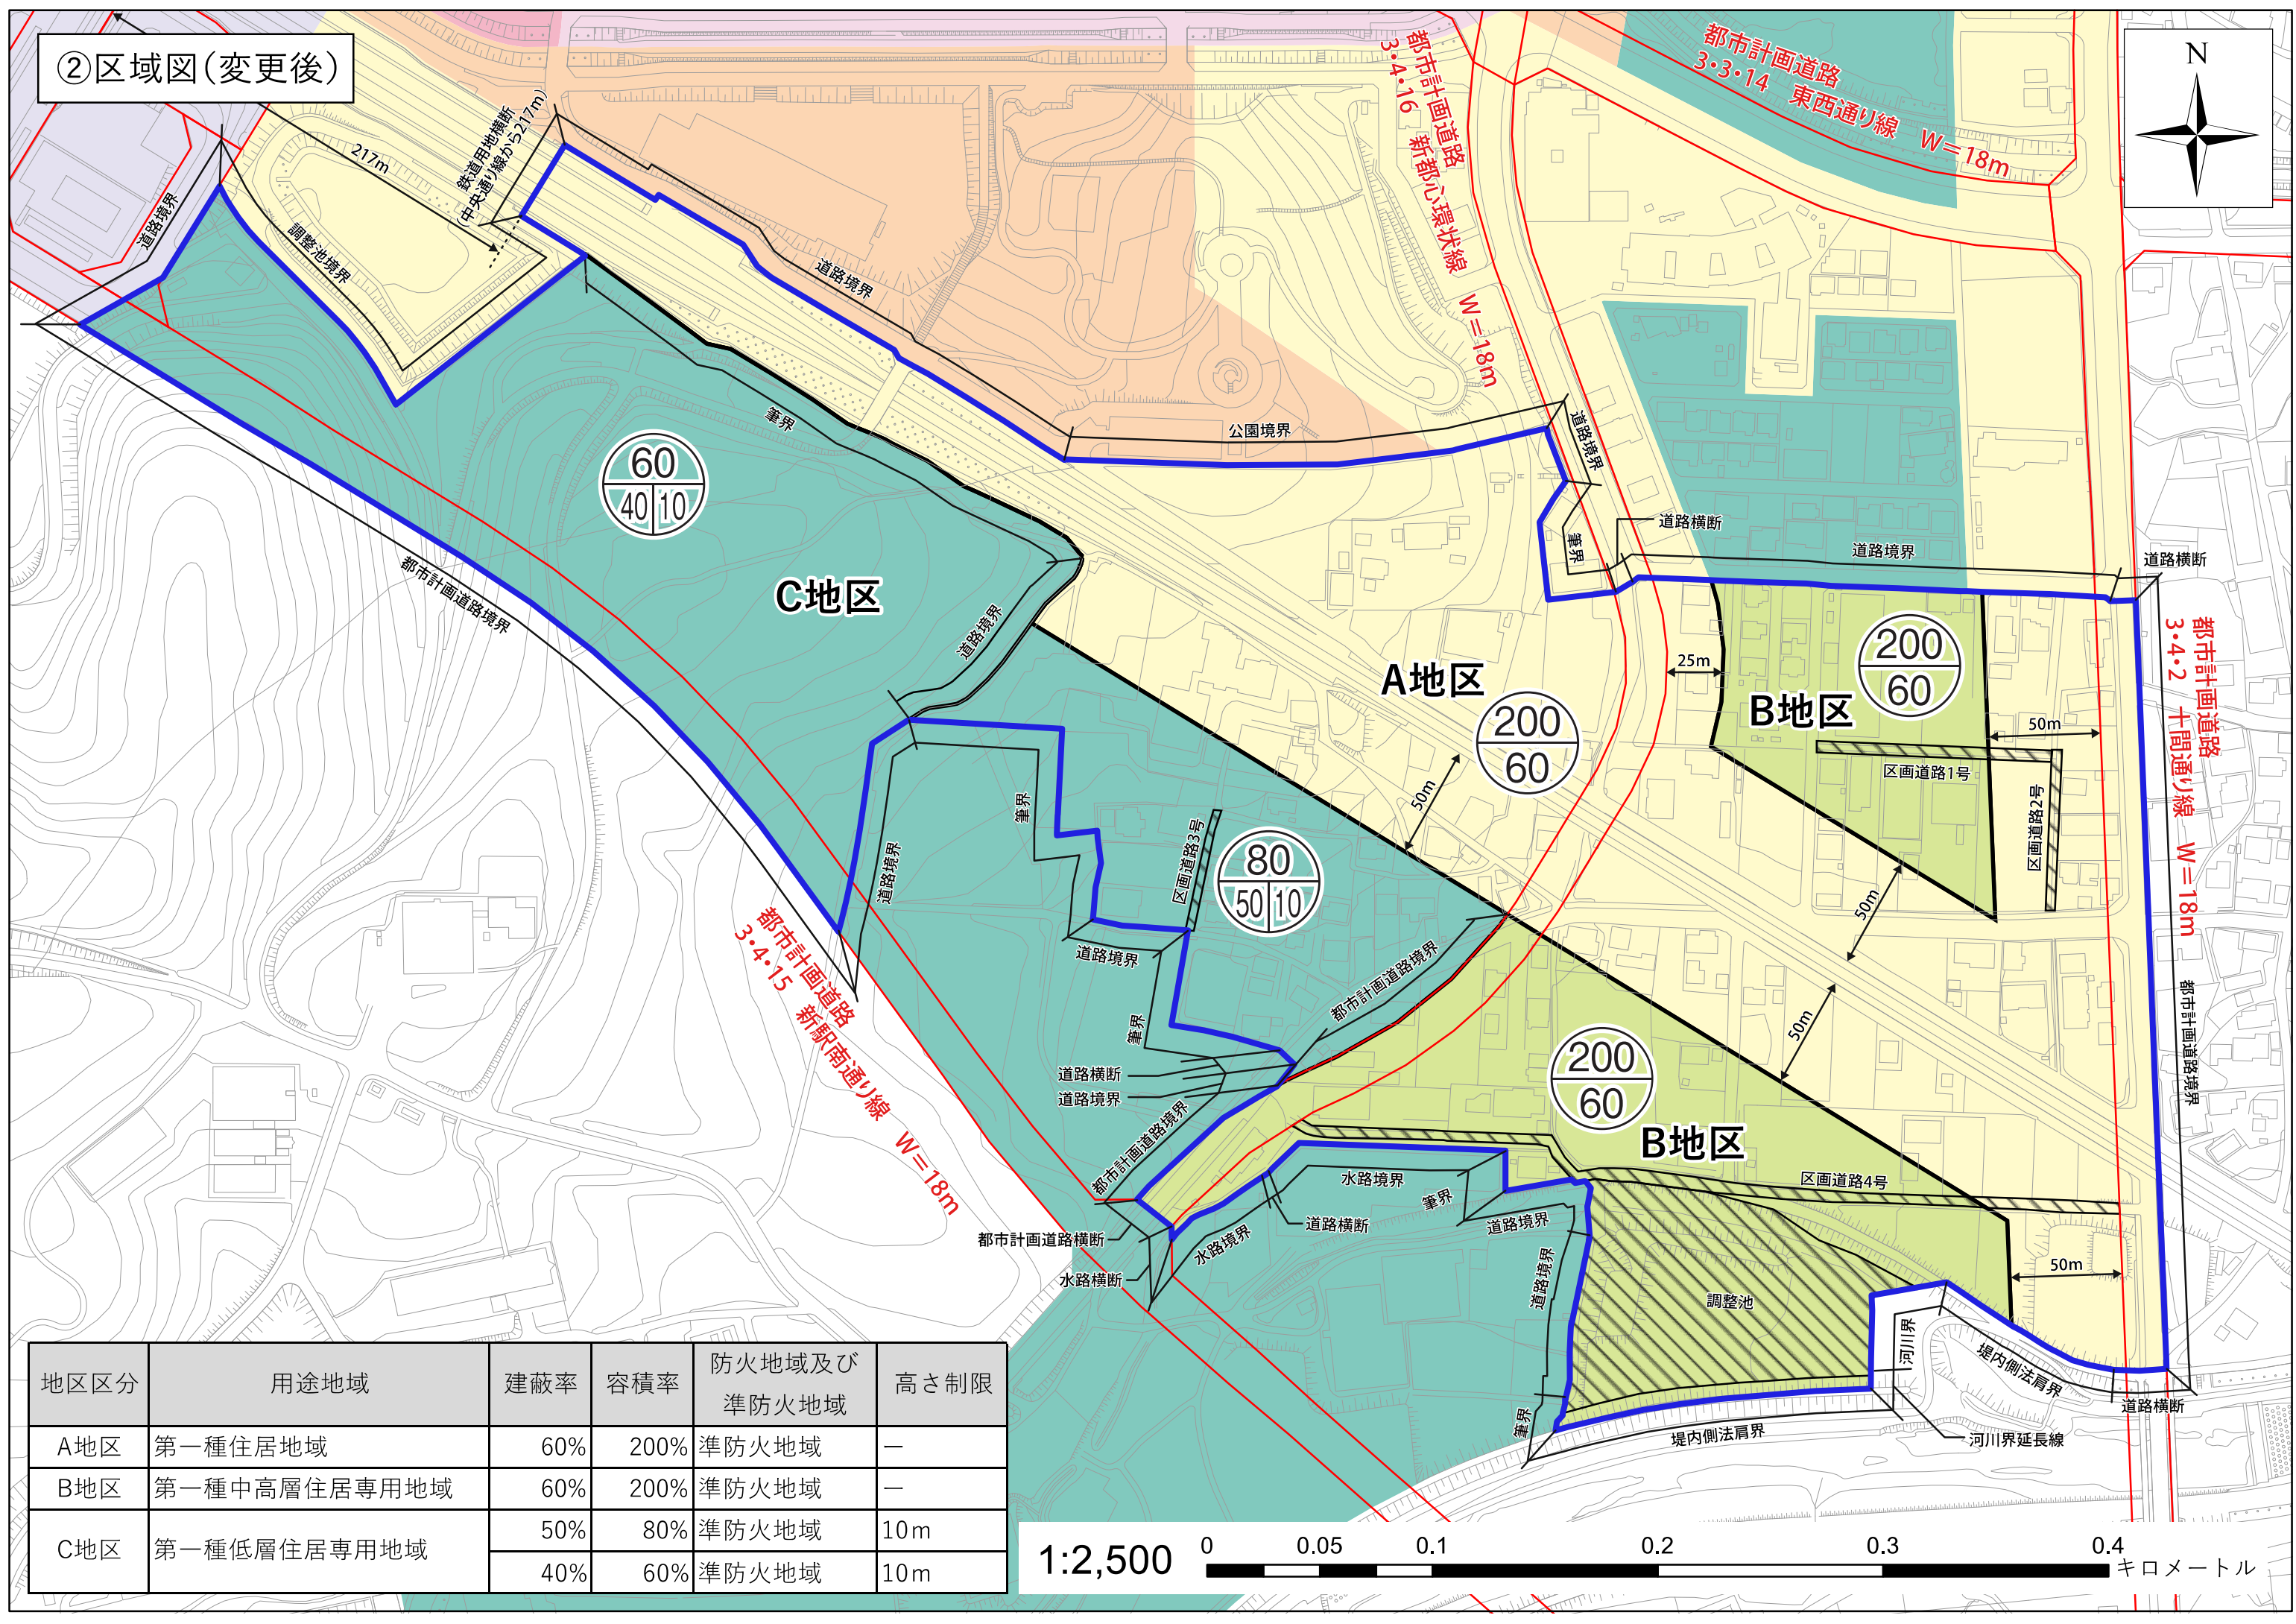 ②区域図（変更後）
N
都市計画道路
3・4・16　新都心環状線　W＝18m
都市計画道路
3・3・14　東西通り線　W＝18m
217m
鉄道用地横断
（中央通り線から217m）
道路境界
調整池境界
道路境界
筆界
公園境界
道路境界
筆界
道路横断
道路境界
道路横断
60
40 10
C地区
都市計画道路境界
道路境界
A地区
200
60
25m
B地区
200
60
50m
区画道路1号
区画道路2号
都市計画道路
3・4・2　十間通り線　W＝18m
都市計画道路境界
50m
50m
50m
筆界
道路境界
区画道路3号
80
50 10
道路境界
都市計画道路境界
都市計画道路
3・4・15　新駅南通り線　W＝18m
筆界
道路横断
道路境界
都市計画道路境界
200
60
B地区
区画道路4号
水路境界
筆界
道路境界
道路横断
都市計画道路横断
水路境界
水路横断
道路境界
調整池
50m
河川界
堤内側法肩界
道路横断
筆界
堤内側法肩界
河川界延長線
地区区分 用途地域 建蔽率 容積率 防火地域及び準防火地域 高さ制限
A地区 第一種住居地域 60% 200% 準防火地域 －
B地区 第一種中高層住居専用地域 60% 200% 準防火地域 －
C地区 第一種低層住居専用地域 50% 80% 準防火地域 10m
40% 60% 準防火地域 10m
1:2,500
0 0.05 0.1 0.2 0.3 0.4
キロメートル